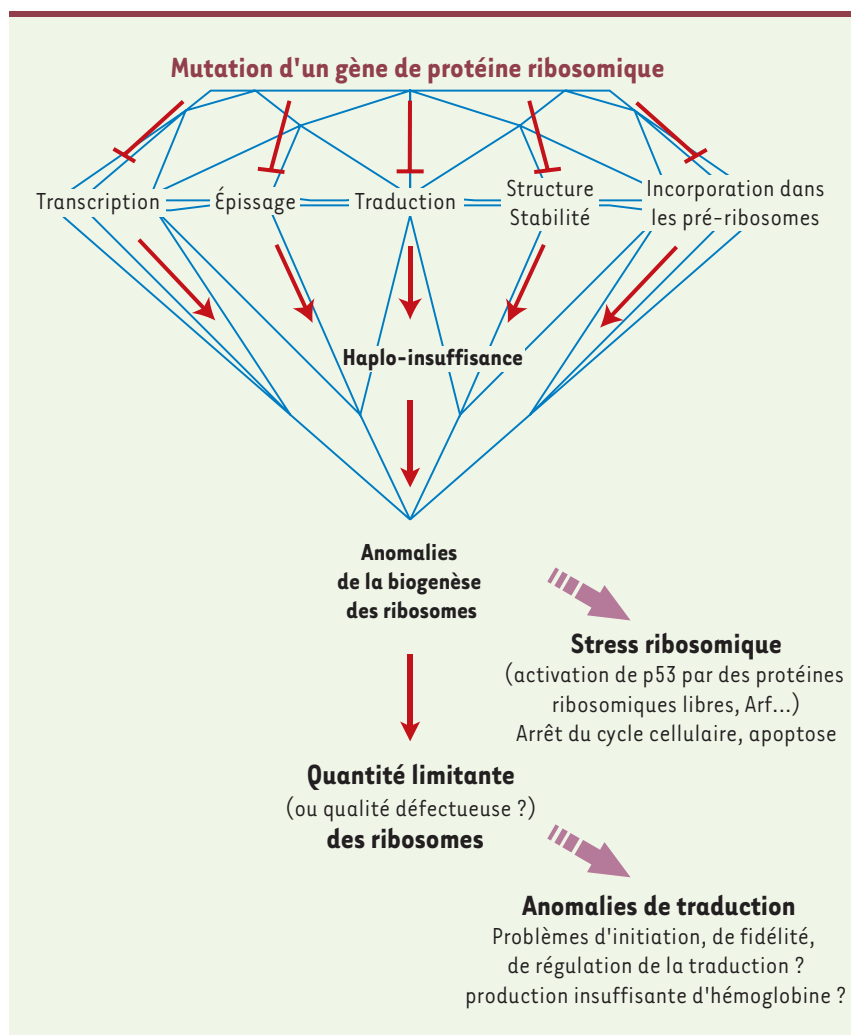 Mutation d'un gène de protéine ribosomique
Transcription
Épissage
Traduction
Structure
Stabilité
Incorporation dans
les pré-ribosomes
Haplo-insuffisance
Anomalies
de la biogenèse
des ribosomes
Stress ribosomique
(activation de p53 par des protéines
ribosomiques libres, Arf...)
Arrêt du cycle cellulaire, apoptose
Quantité limitante
(ou qualité défectueuse ?)
des ribosomes
Anomalies de traduction
Problèmes d'initiation, de fidélité,
de régulation de la traduction ?
production insuffisante d'hémoglobine ?